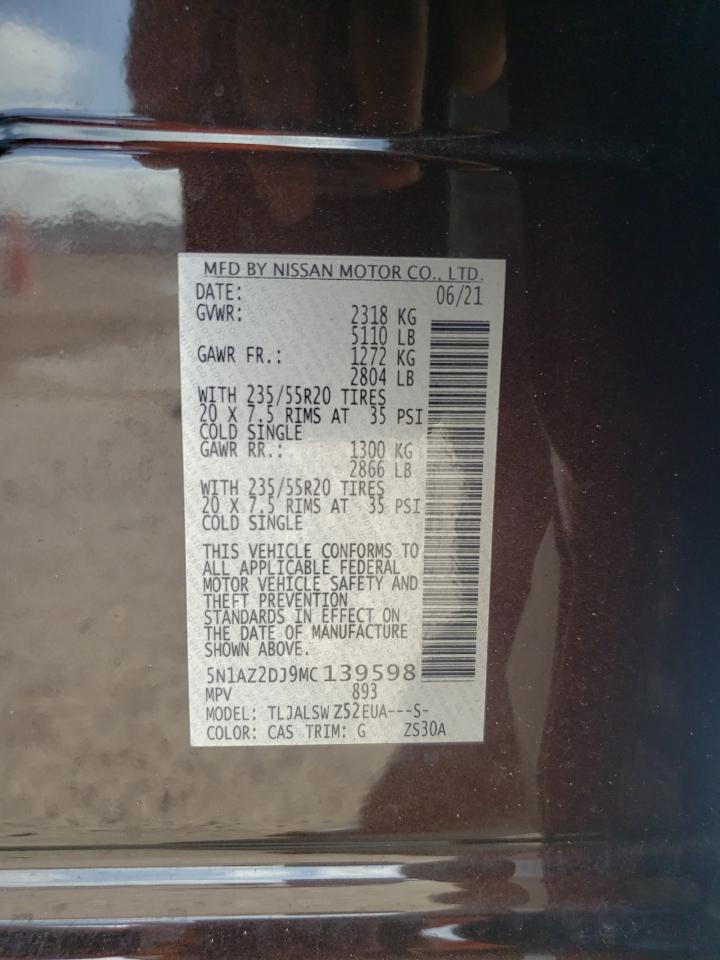 MFD BY NISSAN MOTOR CO., LTD.
DATE: 06/21
GVWR: 2318 KG
5110 LB
GAWR FR.: 1272 KG
2804 LB
WITH 235/55R20 TIRES
20 X 7.5 RIMS AT 35 PSI
COLD SINGLE
GAWR RR.: 1300 KG
2866 LB
WITH 235/55R20 TIRES
20 X 7.5 RIMS AT 35 PSI
COLD SINGLE
THIS VEHICLE CONFORMS TO
ALL APPLICABLE FEDERAL
MOTOR VEHICLE SAFETY AND
THEFT PREVENTION
STANDARDS IN EFFECT ON
THE DATE OF MANUFACTURE
SHOWN ABOVE.
5N1AZ2DJ9MC139598
MPV 893
MODEL: TLJALSWZ52EUA---S-
COLOR: CAS TRIM: G ZS30A